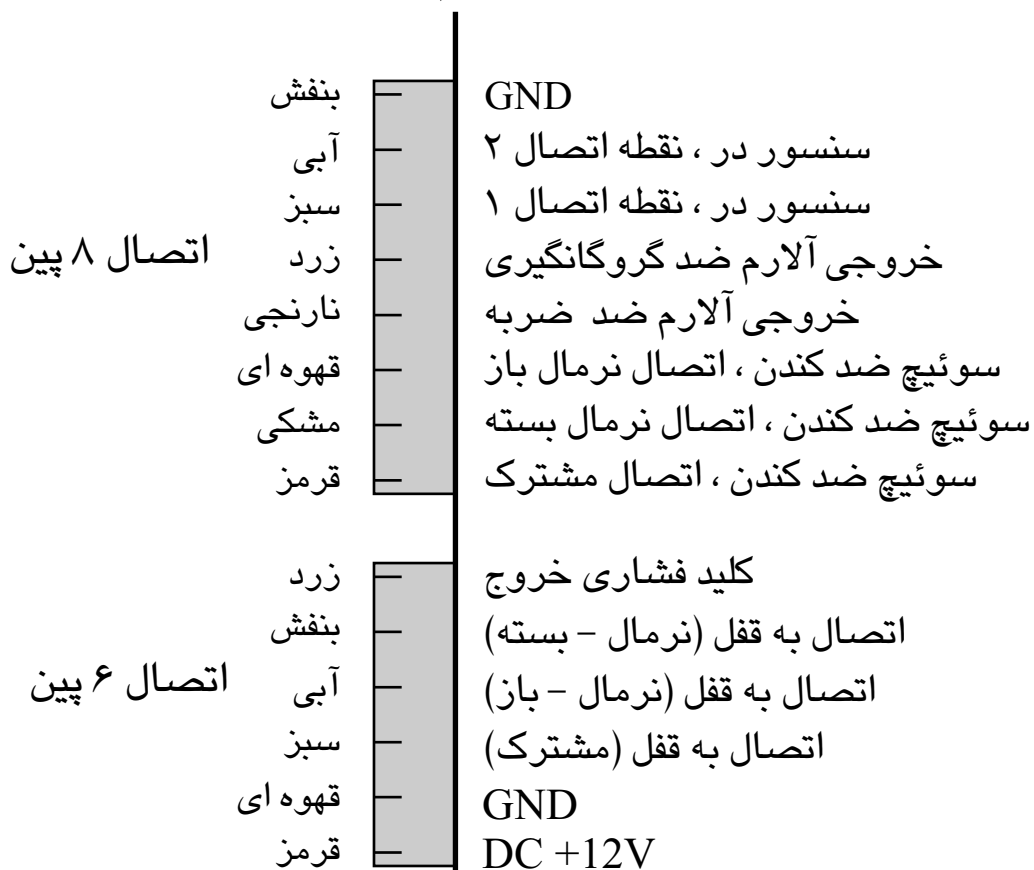 بنفش GND
آبی سنسور در ، نقطه اتصال ۲
سبز سنسور در ، نقطه اتصال ۱
اتصال ۸ پین زرد خروجی آلارم ضد گروگانگیری
نارنجی خروجی آلارم ضد ضربه
قهوه ای سوئیچ ضد کندن ، اتصال نرمال باز
مشکی سوئیچ ضد کندن ، اتصال نرمال بسته
قرمز سوئیچ ضد کندن ، اتصال مشترک
زرد کلید فشاری خروج
بنفش اتصال به قفل (نرمال – بسته)
اتصال ۶ پین آبی اتصال به قفل (نرمال – باز)
سبز اتصال به قفل (مشترک)
قهوه ای GND
قرمز DC +12V